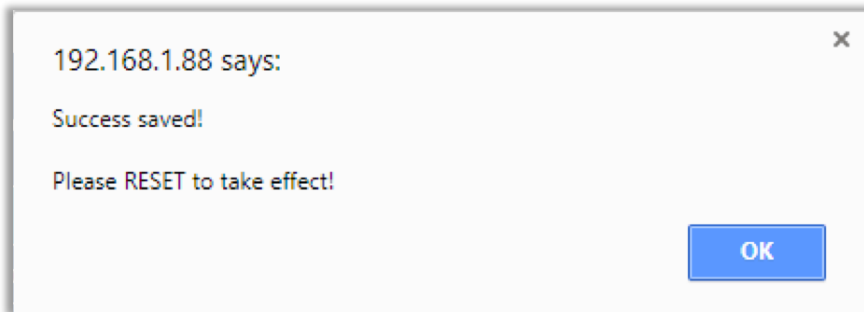 192.168.1.88 says:
Success saved!
Please RESET to take effect!
OK